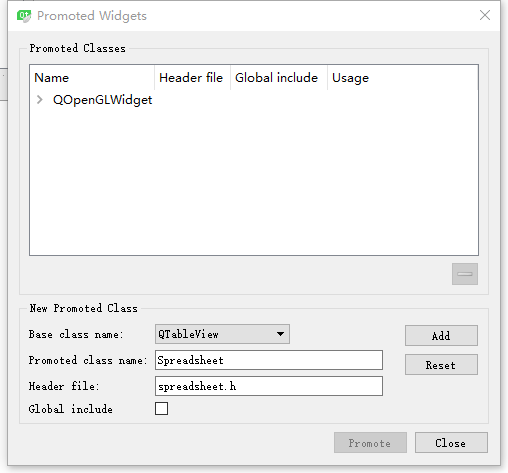 Qt Promoted Widgets
Promoted Classes
Name Header file Global include Usage
QOpenGLWidget
New Promoted Class
Base class name: QTableView Add
Promoted class name: Spreadsheet Reset
Header file: spreadsheet.h
Global include
Promote Close